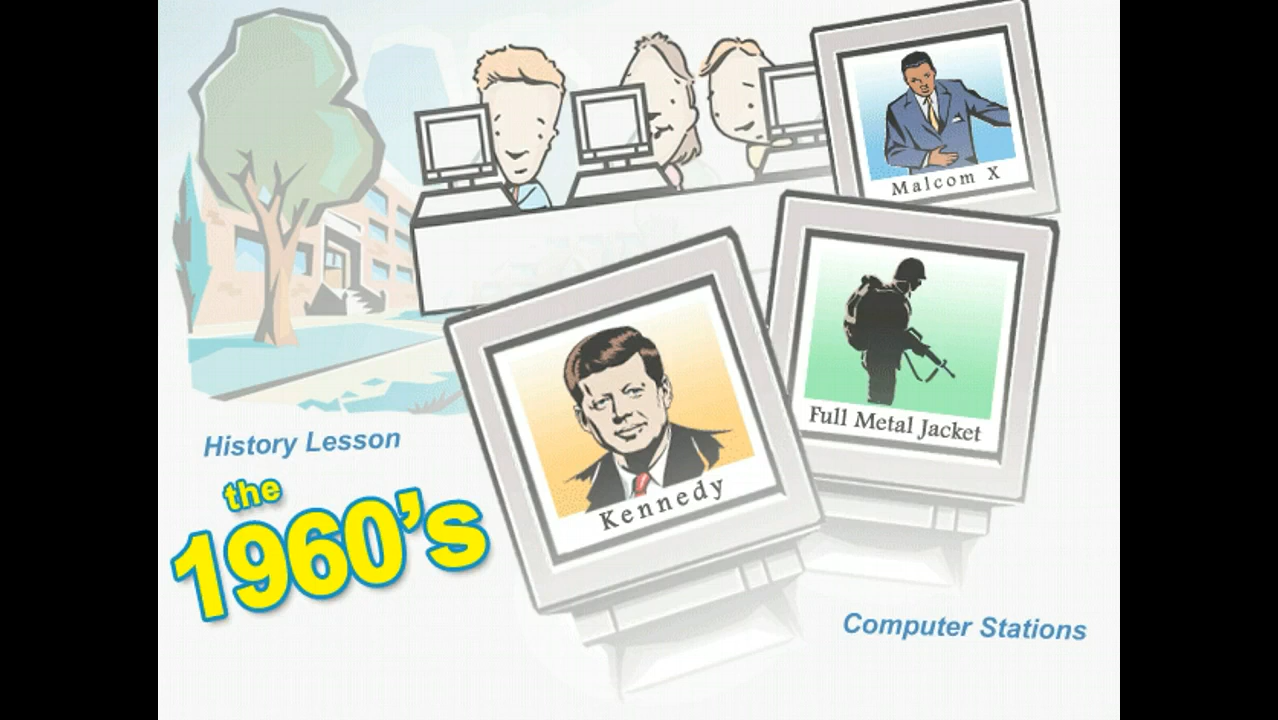 Malcom X
Full Metal Jacket
Kennedy
History Lesson
the
1960's
Computer Stations